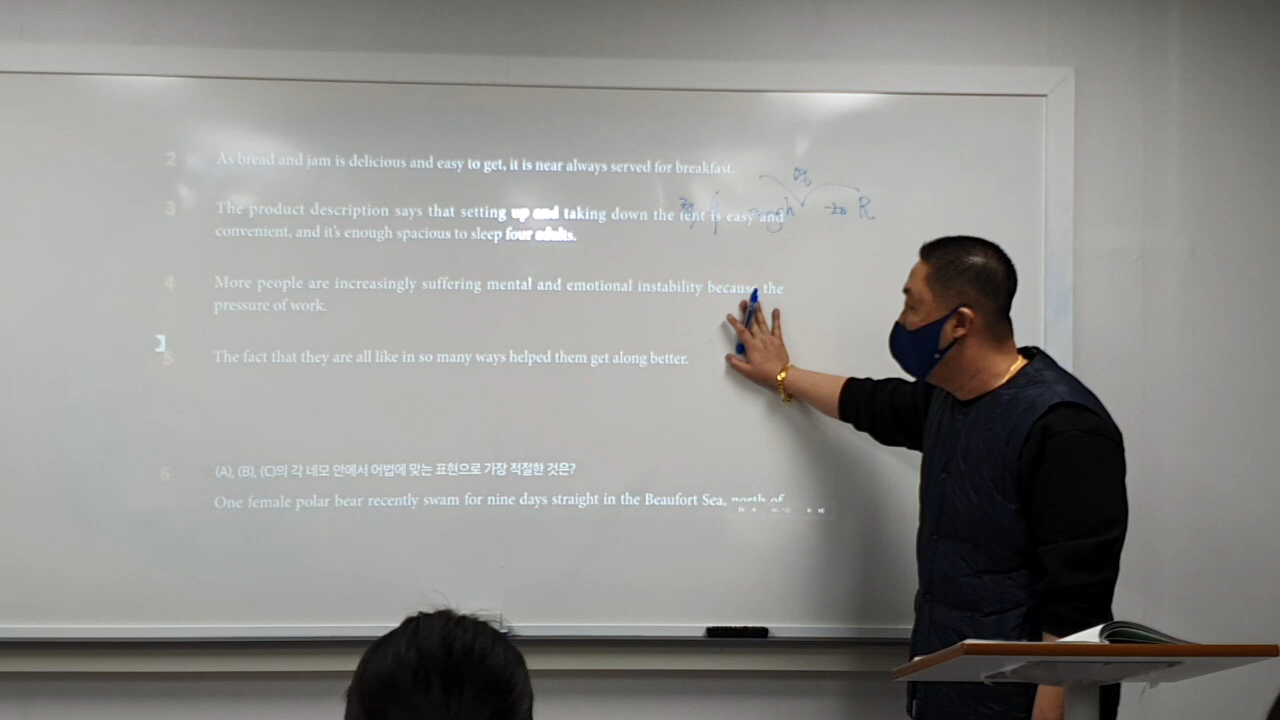 2 As bread and jam is delicious and easy to get, it is near always served for breakfast.
3 The product description says that setting up and taking down the tent is easy and
convenient, and it's enough spacious to sleep four adults.
enough to R
4 More people are increasingly suffering mental and emotional instability because the
pressure of work.
5 The fact that they are all like in so many ways helped them get along better.
6 (A), (B), (C)의 각 네모 안에서 어법에 맞는 표현으로 가장 적절한 것은?
One female polar bear recently swam for nine days straight in the Beaufort Sea, north of